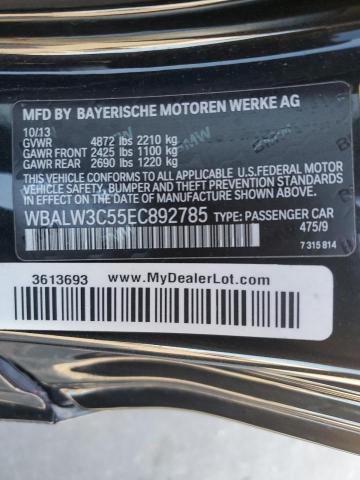 MFD BY BAYERISCHE MOTOREN WERKE AG
10/13
GVWR 4872 lbs 2210 kg
GAWR FRONT 2425 lbs 1100 kg
GAWR REAR 2690 lbs 1220 kg
THIS VEHICLE CONFORMS TO ALL APPLICABLE U.S.FEDERAL MOTOR
VEHICLE SAFETY, BUMPER, AND THEFT PREVENTION STANDARDS
IN EFFECT ON THE DATE OF MANUFACTURE SHOWN ABOVE.
WBALW3C55EC892785 TYPE: PASSENGER CAR
475/9
7 315 814
3613693 www.MyDealerLot.com